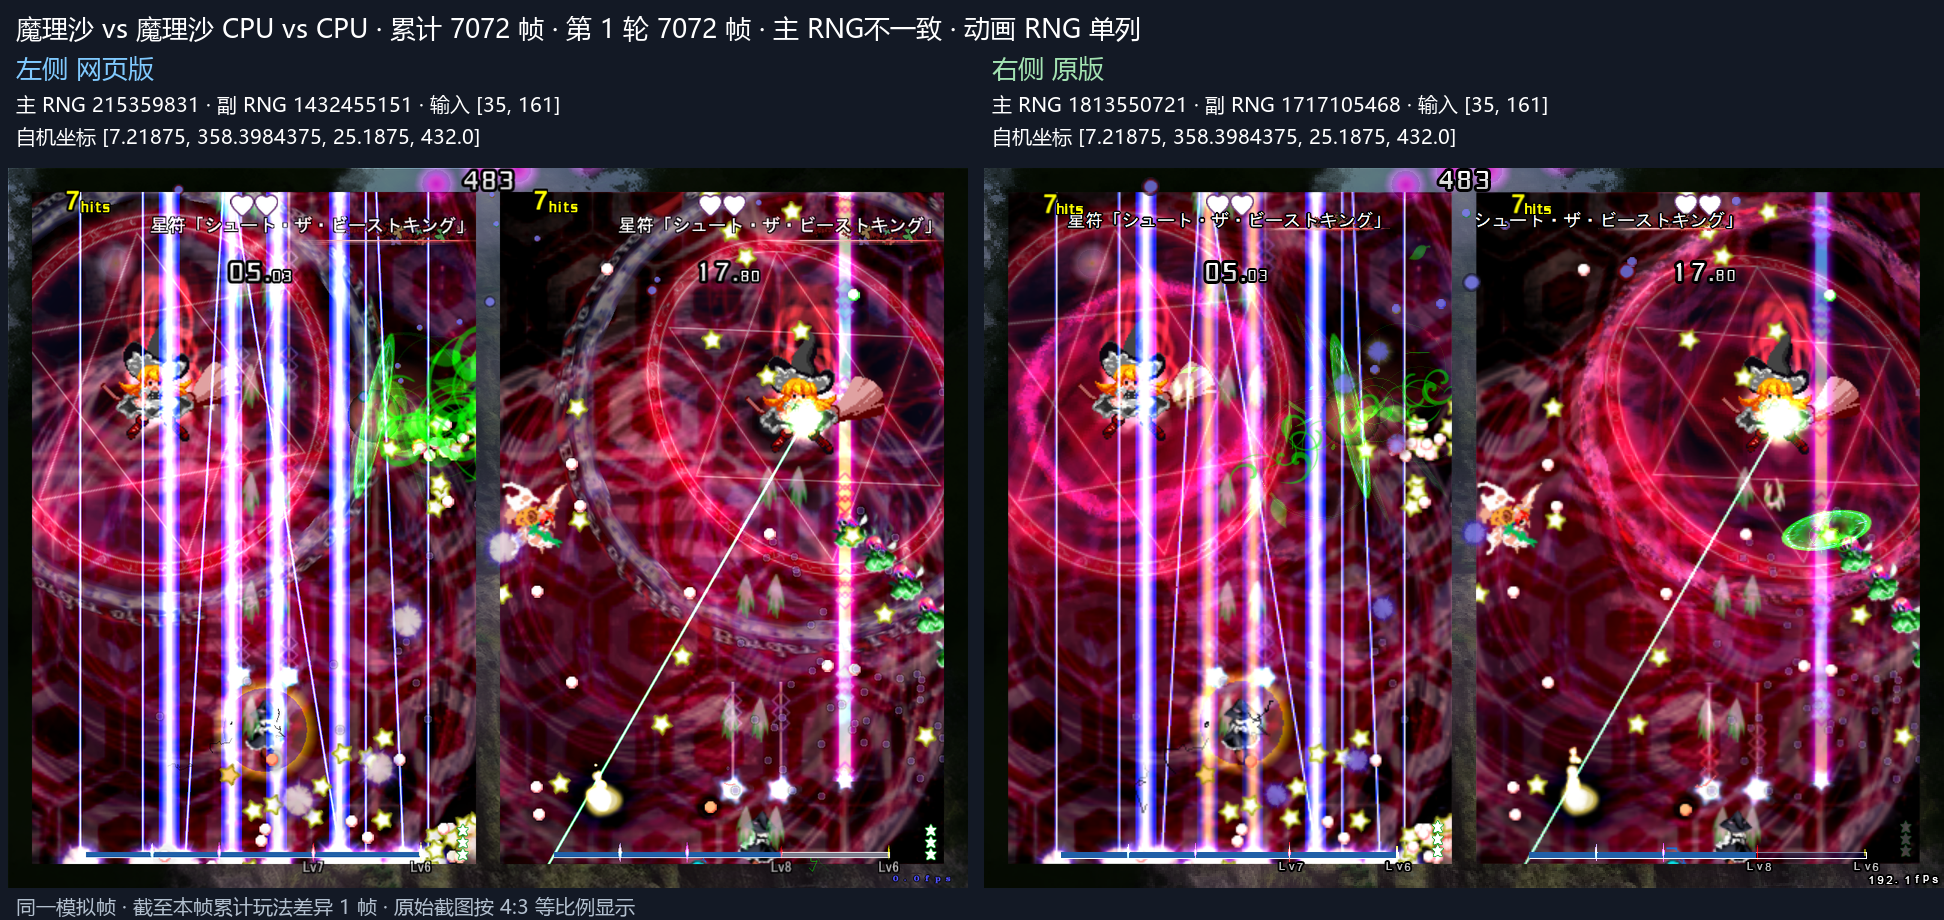 魔理沙 vs 魔理沙 CPU vs CPU · 累计 7072 帧 · 第 1 轮 7072 帧 · 主 RNG不一致 · 动画 RNG 单列
左侧 网页版
主 RNG 215359831 · 副 RNG 1432455151 · 输入 [35, 161]
自机坐标 [7.21875, 358.3984375, 25.1875, 432.0]
右侧 原版
主 RNG 1813550721 · 副 RNG 1717105468 · 输入 [35, 161]
自机坐标 [7.21875, 358.3984375, 25.1875, 432.0]
483
7hits
7hits
星符「シュート・ザ・ビーストキング」
星符「シュート・ザ・ビーストキング」
05.03
17.80
Lv7
Lv6
Lv8
Lv6
0.0fps
483
7hits
7hits
星符「シュート・ザ・ビーストキング」
シュート・ザ・ビーストキング」
05.03
17.80
Lv7
Lv6
Lv8
Lv6
192.1fps
同一模拟帧 · 截至本帧累计玩法差异 1 帧 · 原始截图按 4:3 等比例显示